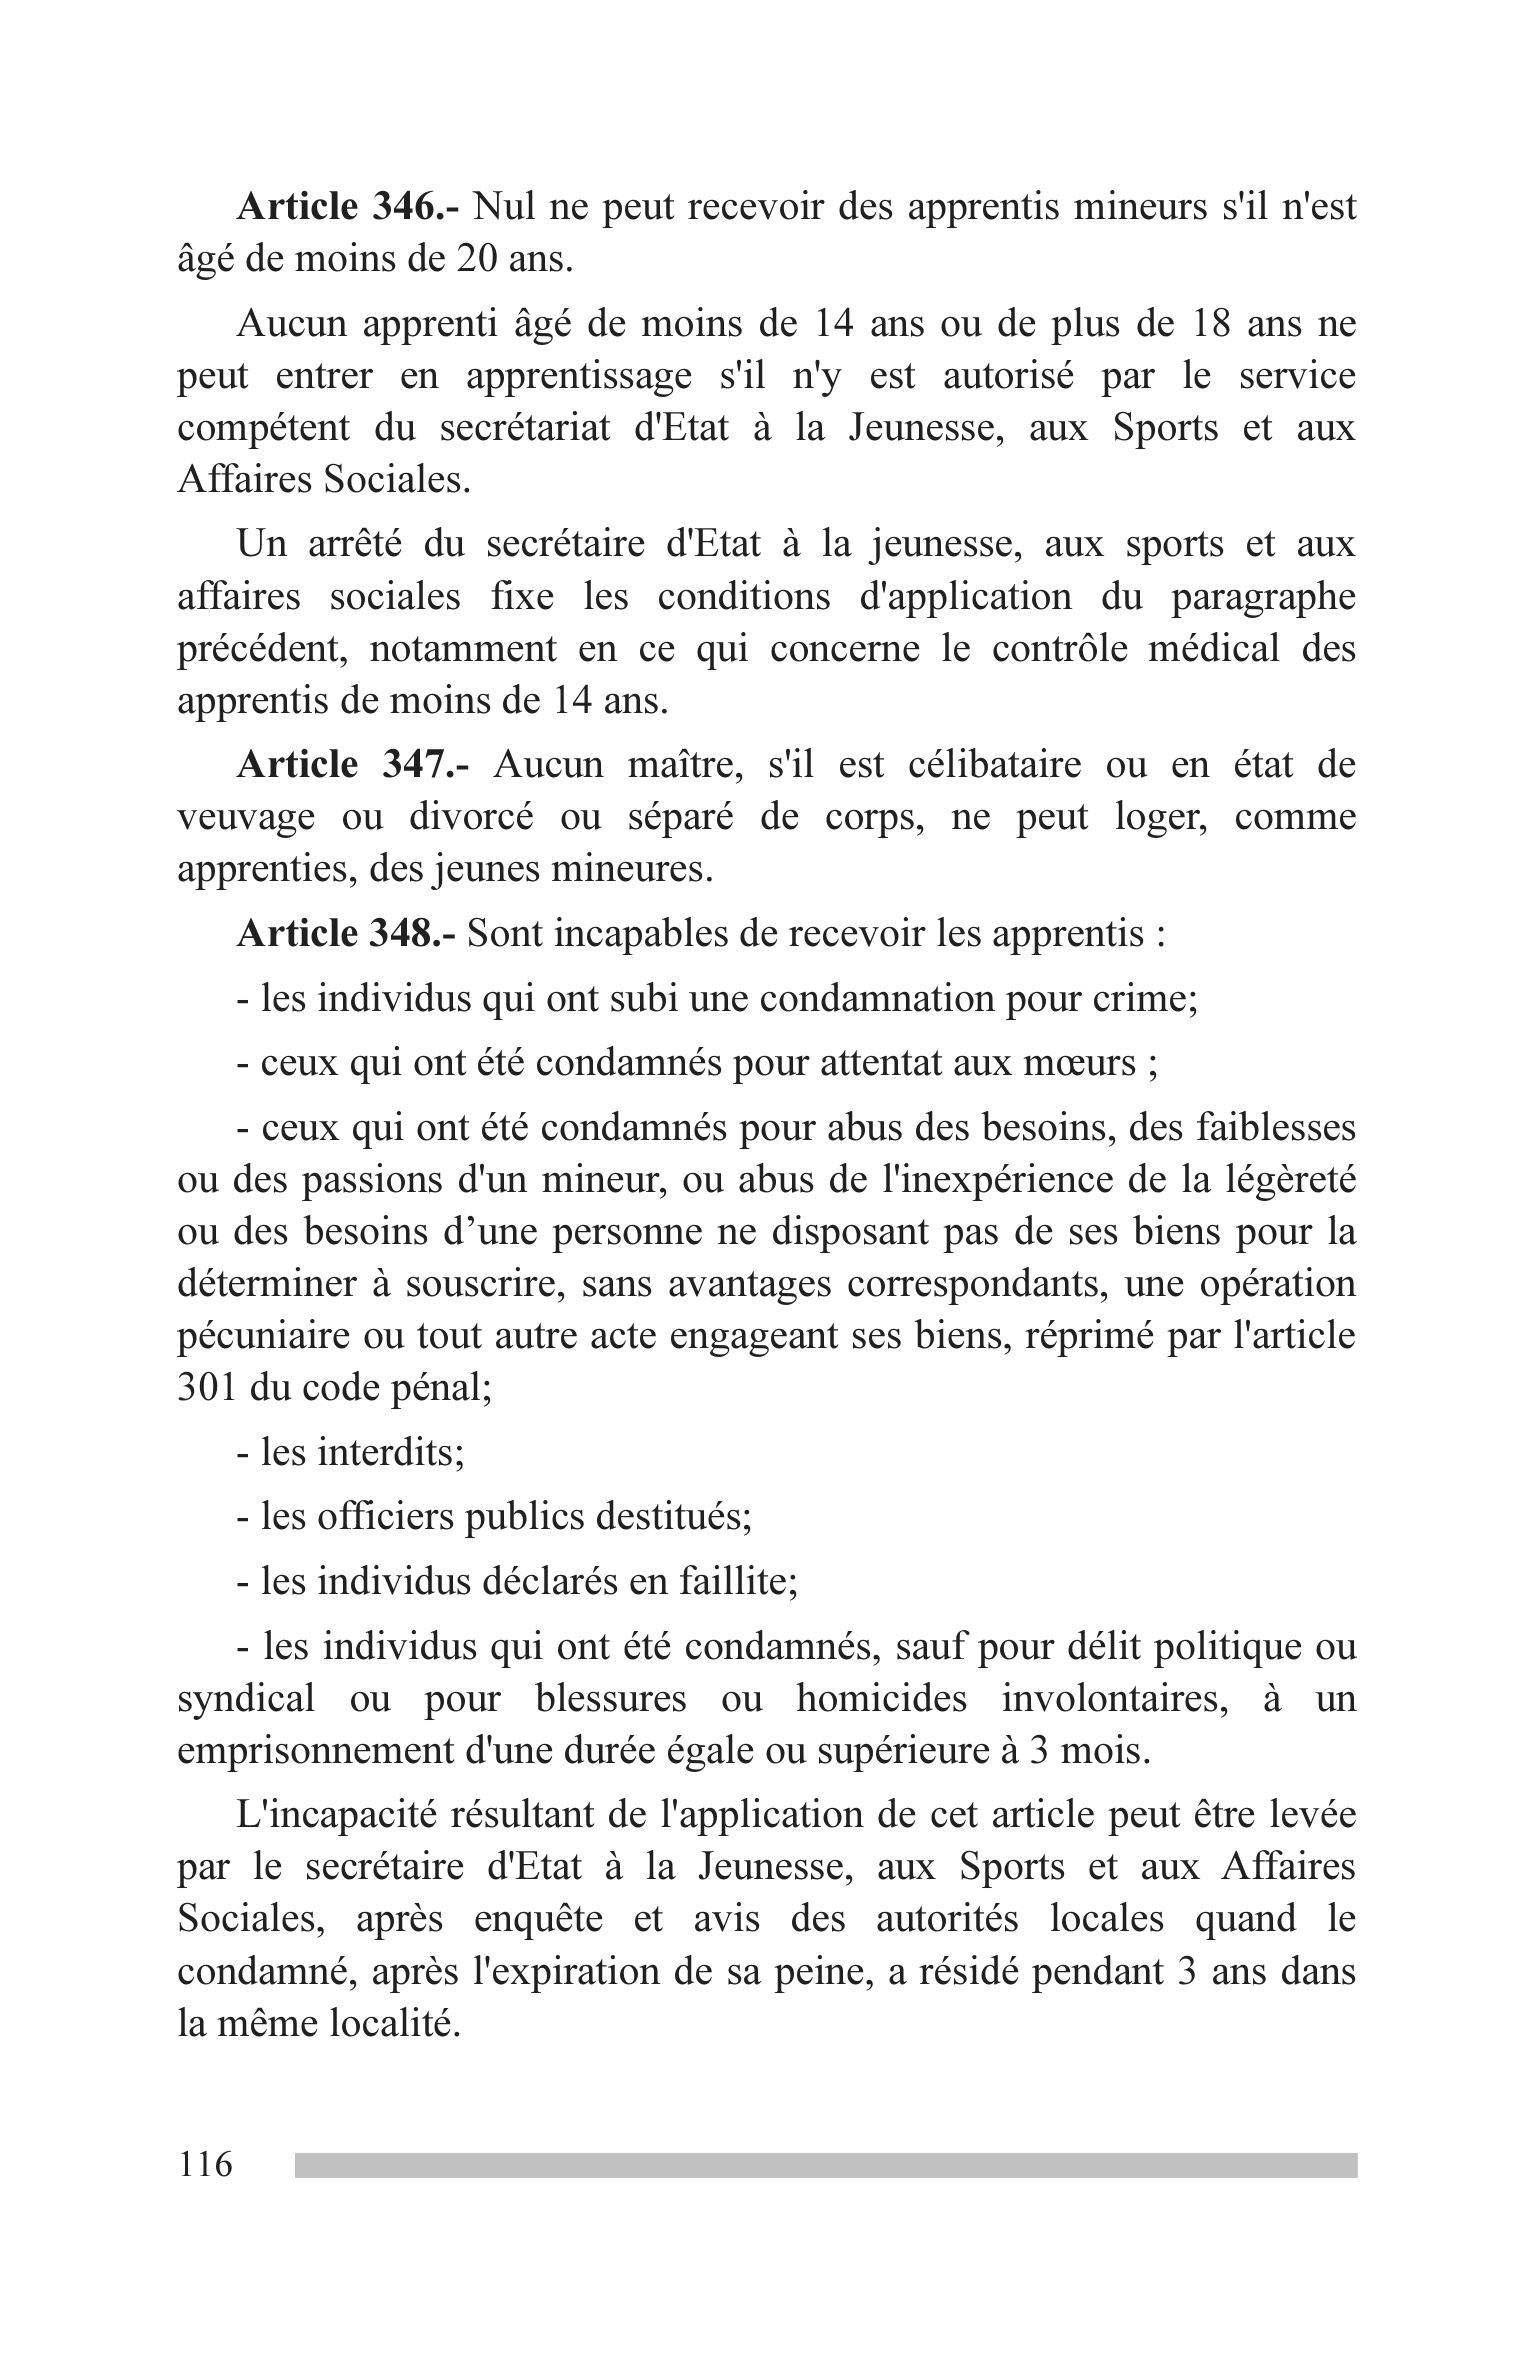 Article 346.- Nul ne peut recevoir des apprentis mineurs s'il n'est
âgé de moins de 20 ans.
Aucun apprenti âgé de moins de 14 ans ou de plus de 18 ans ne
peut entrer en apprentissage s'il n'y est autorisé par le service
compétent du secrétariat d'Etat à la Jeunesse, aux Sports et aux
Affaires Sociales.
Un arrêté du secrétaire d'Etat à la jeunesse, aux sports et aux
affaires sociales fixe les conditions d'application du paragraphe
précédent, notamment en ce qui concerne le contrôle médical des
apprentis de moins de 14 ans.
Article 347.- Aucun maître, s'il est célibataire ou en état de
veuvage ou divorcé ou séparé de corps, ne peut loger, comme
apprenties, des jeunes mineures.
Article 348.- Sont incapables de recevoir les apprentis :
- les individus qui ont subi une condamnation pour crime;
- ceux qui ont été condamnés pour attentat aux mœurs ;
- ceux qui ont été condamnés pour abus des besoins, des faiblesses
ou des passions d'un mineur, ou abus de l'inexpérience de la légèreté
ou des besoins d’une personne ne disposant pas de ses biens pour la
déterminer à souscrire, sans avantages correspondants, une opération
pécuniaire ou tout autre acte engageant ses biens, réprimé par l'article
301 du code pénal;
- les interdits;
- les officiers publics destitués;
- les individus déclarés en faillite;
- les individus qui ont été condamnés, sauf pour délit politique ou
syndical ou pour blessures ou homicides involontaires, à un
emprisonnement d'une durée égale ou supérieure à 3 mois.
L'incapacité résultant de l'application de cet article peut être levée
par le secrétaire d'Etat à la Jeunesse, aux Sports et aux Affaires
Sociales, après enquête et avis des autorités locales quand le
condamné, après l'expiration de sa peine, a résidé pendant 3 ans dans
la même localité.
116